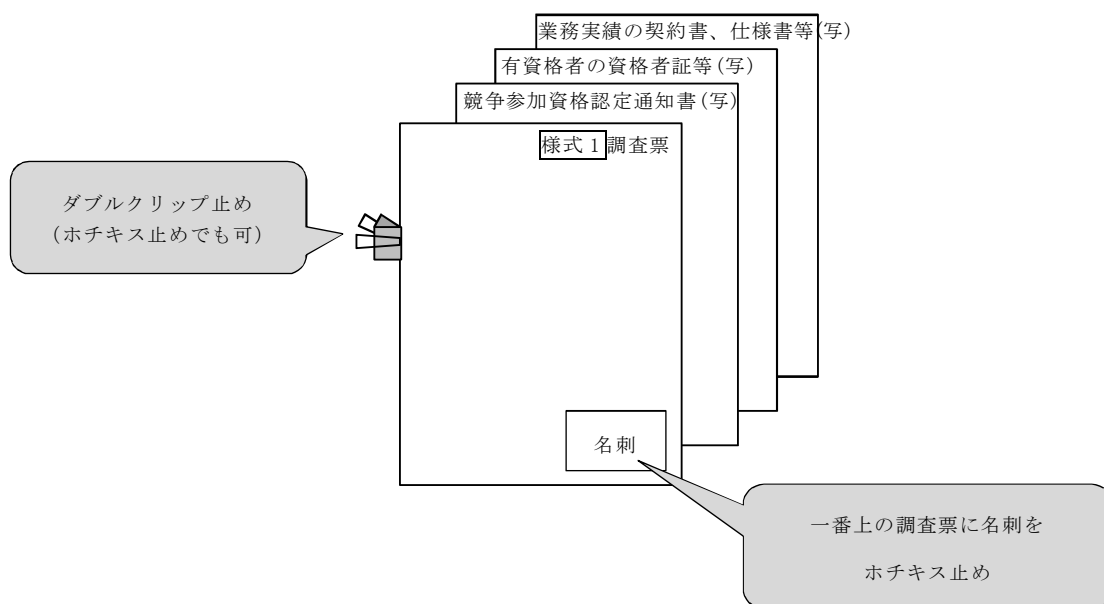 業務実績の契約書、仕様書等(写)
有資格者の資格者証等(写)
競争参加資格認定通知書(写)
様式1調査票
ダブルクリップ止め
(ホチキス止めでも可)
名刺
一番上の調査票に名刺を
ホチキス止め